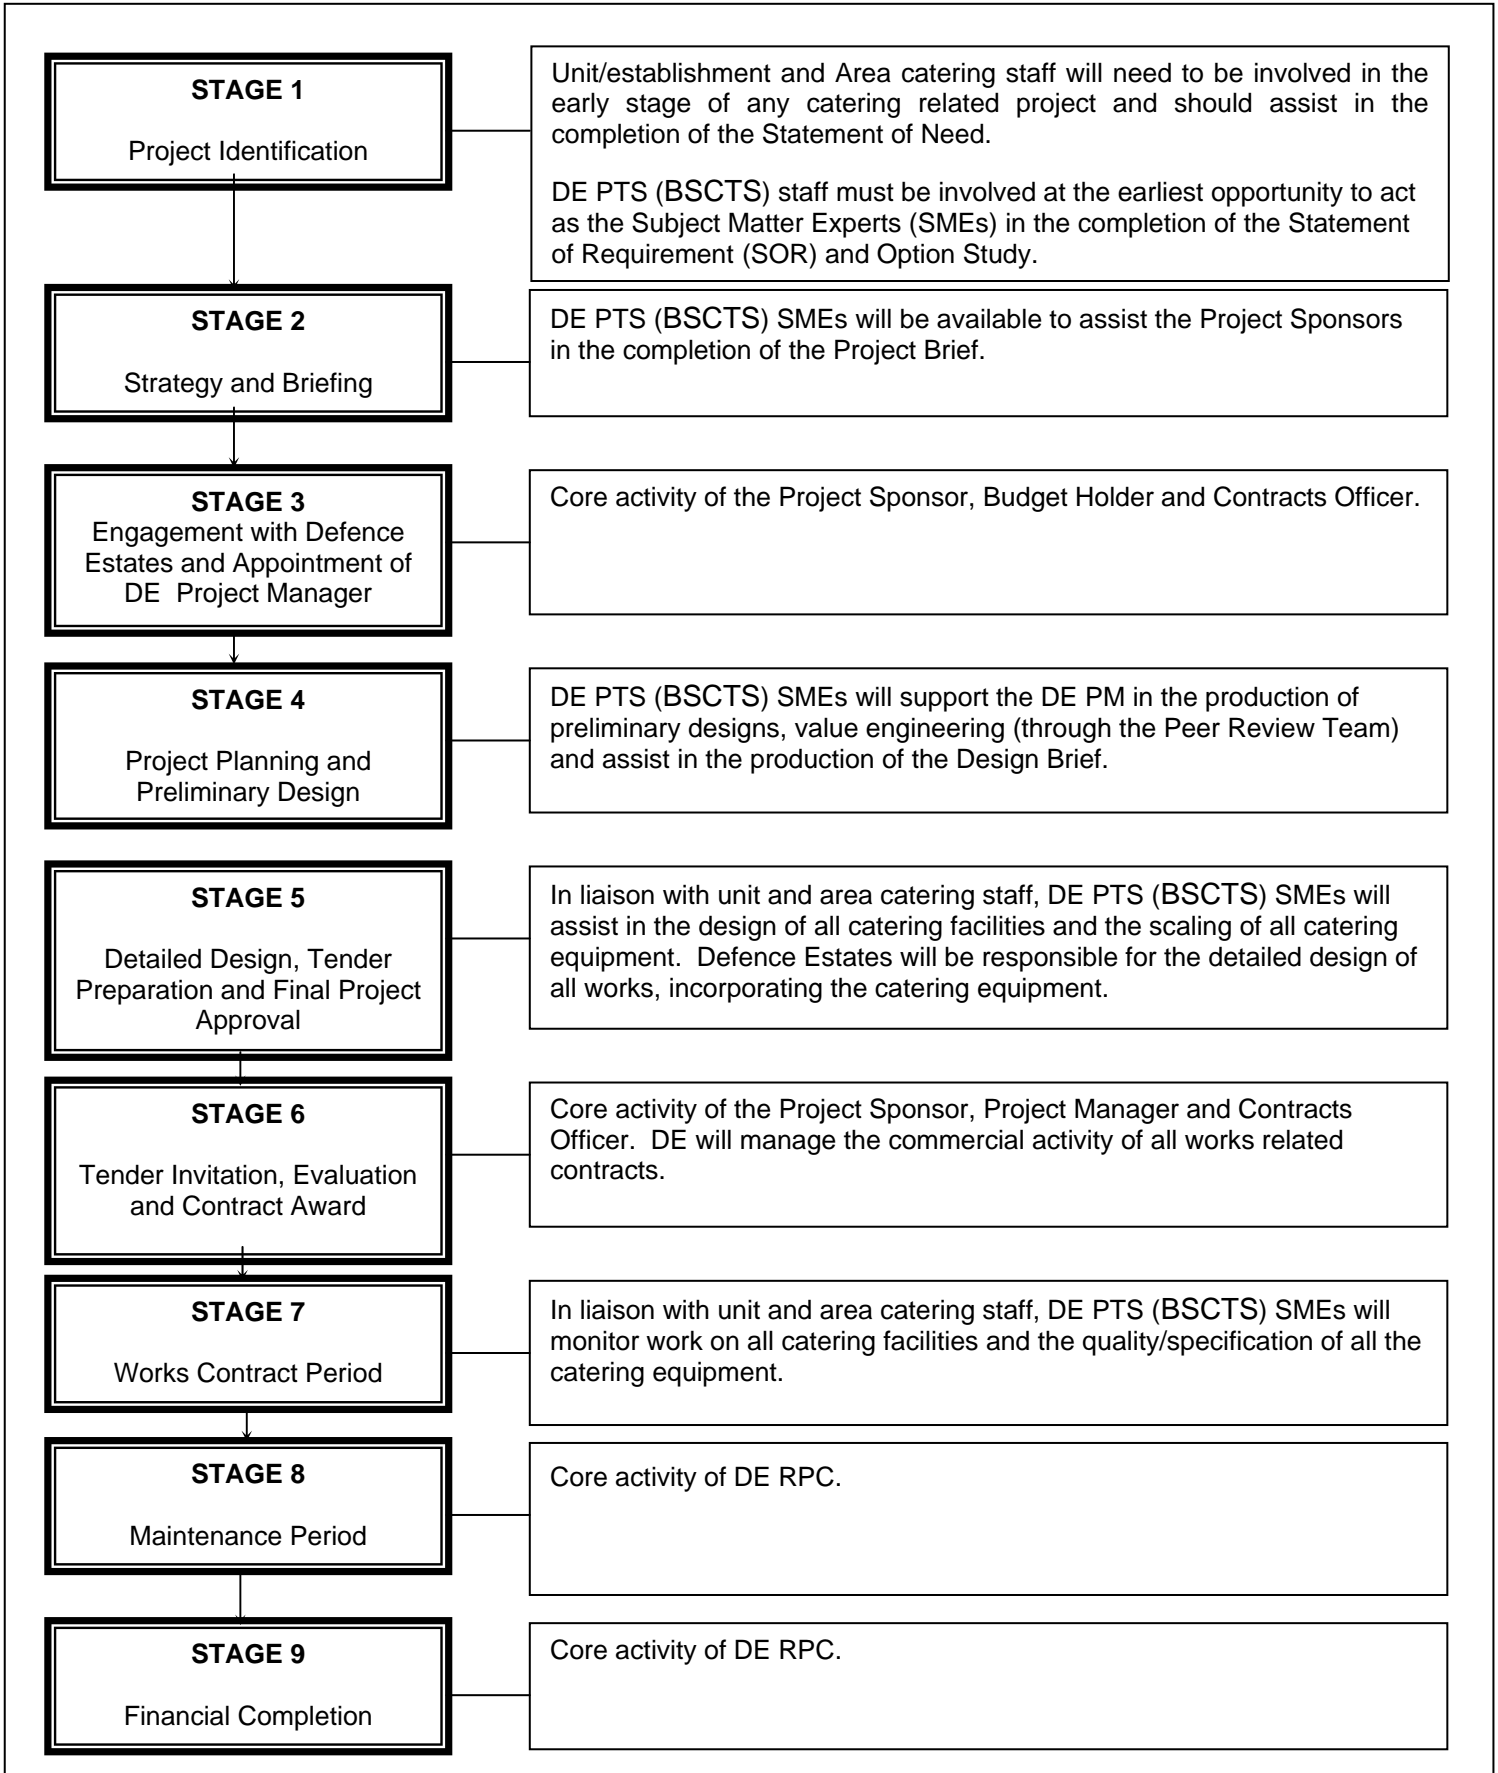 STAGE 1
Project Identification
Unit/establishment and Area catering staff will need to be involved in the
early stage of any catering related project and should assist in the
completion of the Statement of Need.
DE PTS (BSCTS) staff must be involved at the earliest opportunity to act
as the Subject Matter Experts (SMEs) in the completion of the Statement
of Requirement (SOR) and Option Study.
STAGE 2
Strategy and Briefing
DE PTS (BSCTS) SMEs will be available to assist the Project Sponsors
in the completion of the Project Brief.
STAGE 3
Engagement with Defence
Estates and Appointment of
DE Project Manager
Core activity of the Project Sponsor, Budget Holder and Contracts Officer.
STAGE 4
Project Planning and
Preliminary Design
DE PTS (BSCTS) SMEs will support the DE PM in the production of
preliminary designs, value engineering (through the Peer Review Team)
and assist in the production of the Design Brief.
STAGE 5
Detailed Design, Tender
Preparation and Final Project
Approval
In liaison with unit and area catering staff, DE PTS (BSCTS) SMEs will
assist in the design of all catering facilities and the scaling of all catering
equipment. Defence Estates will be responsible for the detailed design of
all works, incorporating the catering equipment.
STAGE 6
Tender Invitation, Evaluation
and Contract Award
Core activity of the Project Sponsor, Project Manager and Contracts
Officer. DE will manage the commercial activity of all works related
contracts.
STAGE 7
Works Contract Period
In liaison with unit and area catering staff, DE PTS (BSCTS) SMEs will
monitor work on all catering facilities and the quality/specification of all the
catering equipment.
STAGE 8
Maintenance Period
Core activity of DE RPC.
STAGE 9
Financial Completion
Core activity of DE RPC.